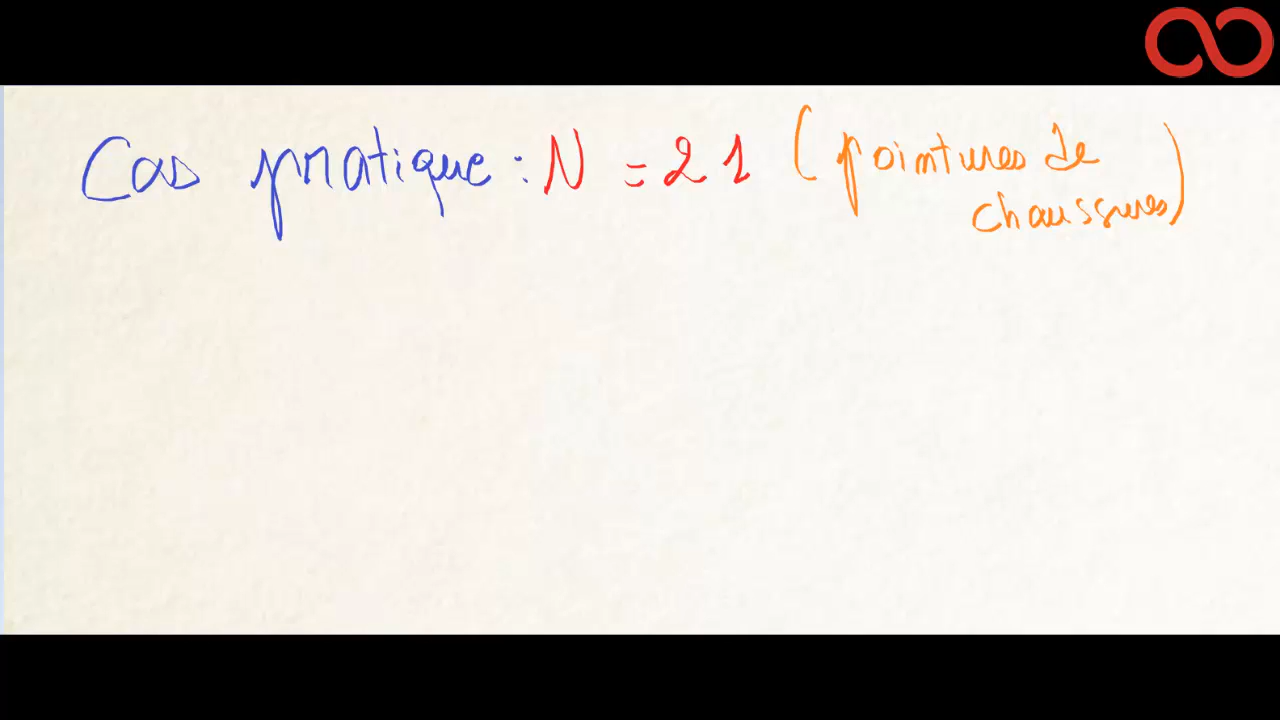 Cas pratique : N = 21 (pointures de
chaussures)